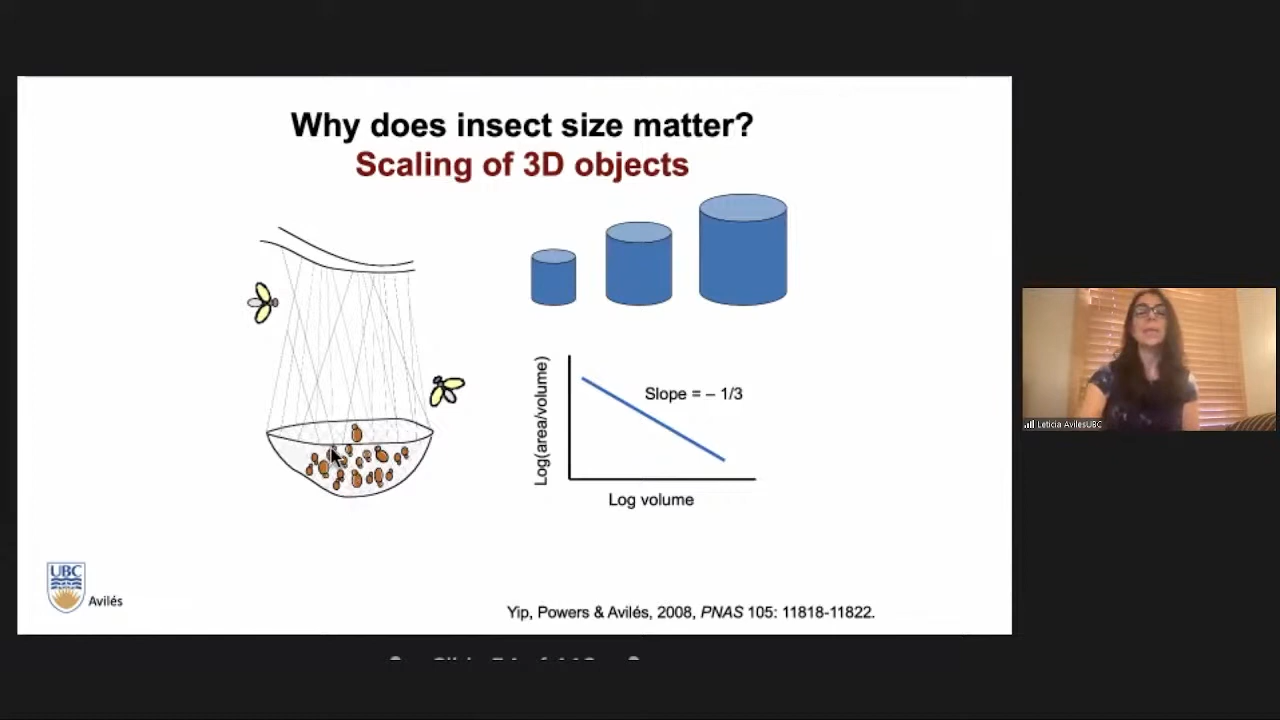 Why does insect size matter?
Scaling of 3D objects
Log(area/volume)
Slope = – 1/3
Log volume
UBC
Avilés
Yip, Powers & Avilés, 2008, PNAS 105: 11818-11822.
Leticia AvilesUBC